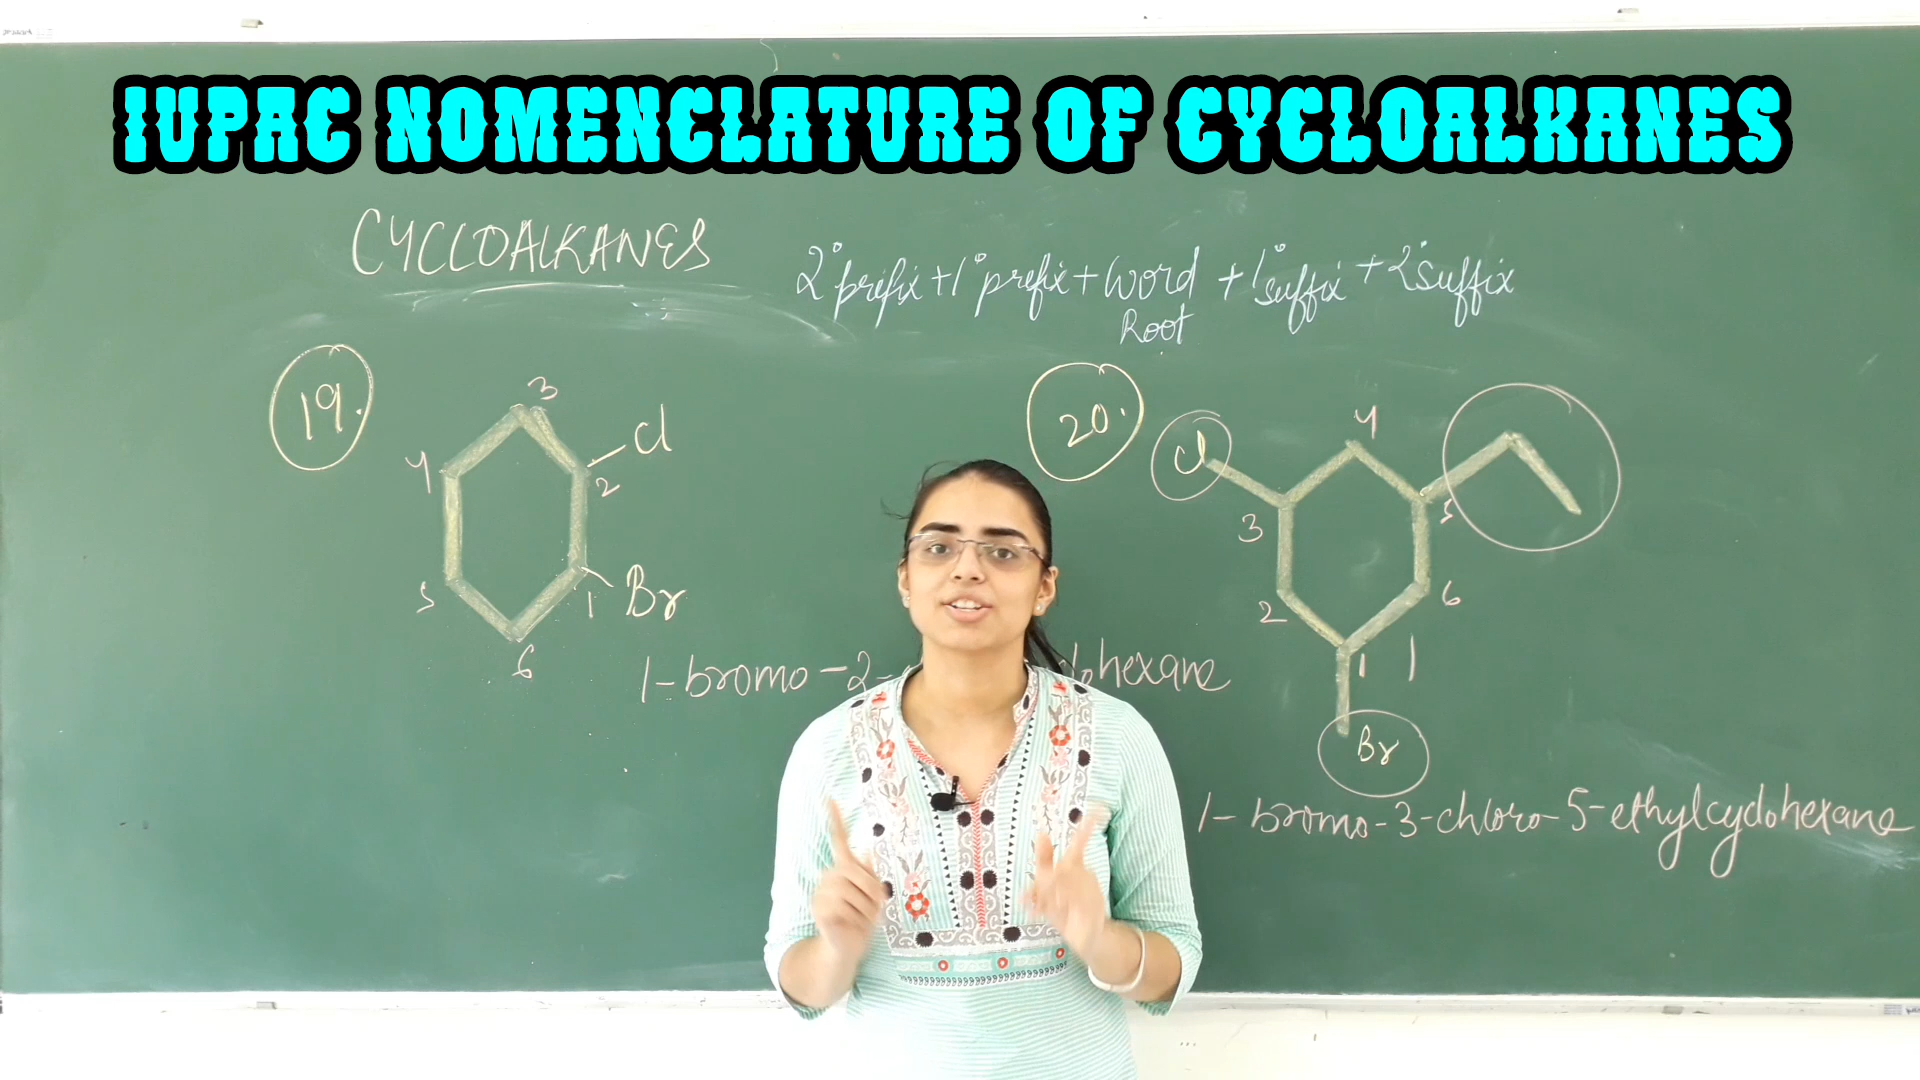 IUPAC NOMENCLATURE OF CYCLOALKANES
CYCLOALKANES
2° prefix + 1° prefix + Word + 1° suffix + 2° suffix
Root
19.
3
Cl
4
2
5
1
Br
6
1-bromo-2-
ohexane
20.
Cl
4
3
5
2
6
1
1
Br
1-bromo-3-chloro-5-ethylcyclohexane